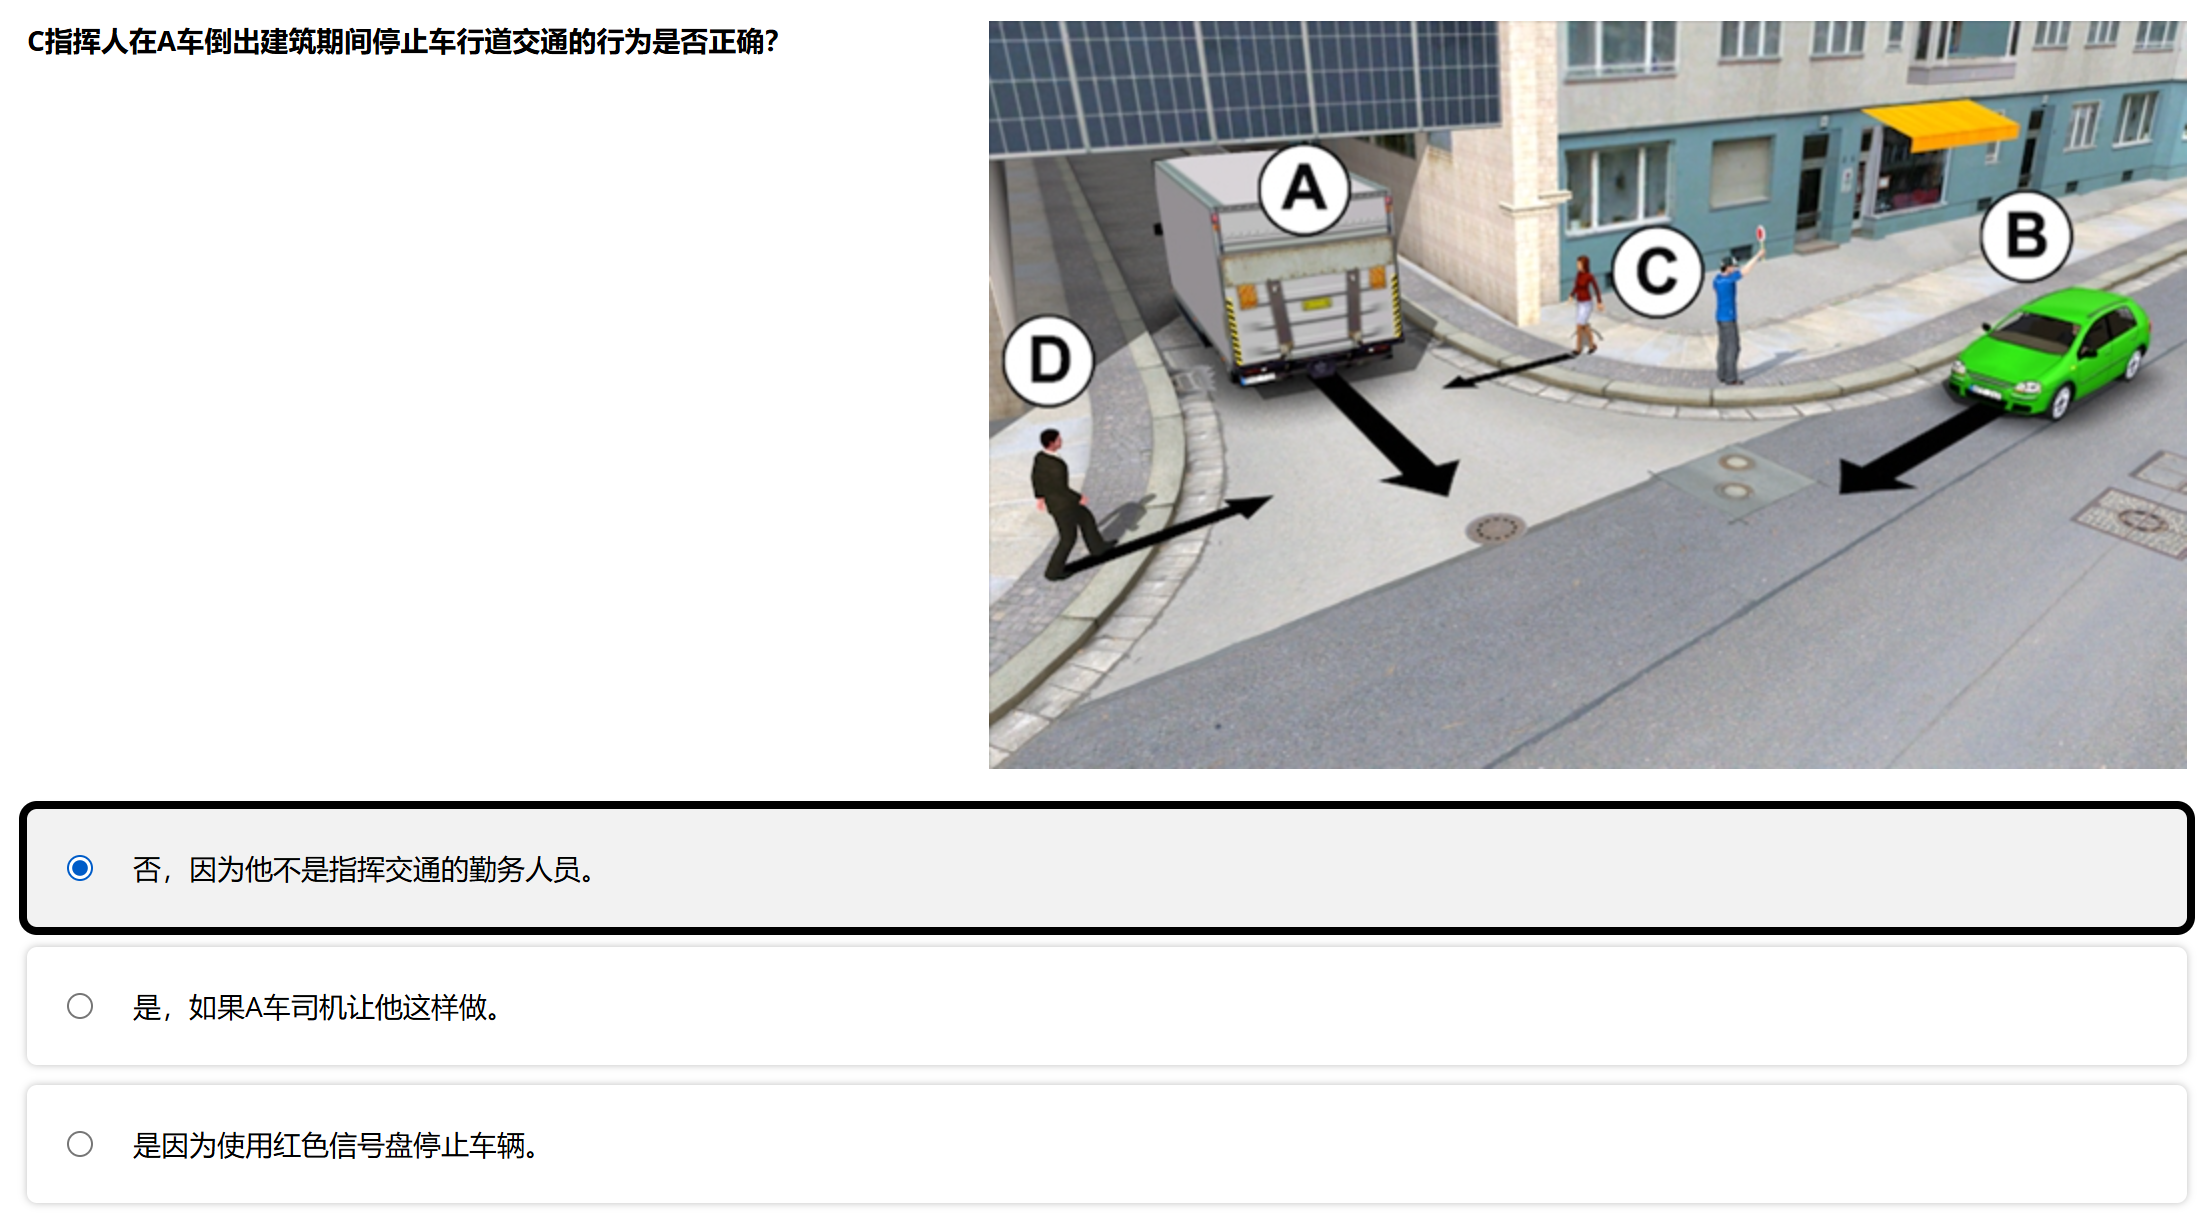 C指挥人在A车倒出建筑期间停止车行道交通的行为是否正确?
A
B
C
D
否，因为他不是指挥交通的勤务人员。
是，如果A车司机让他这样做。
是因为使用红色信号盘停止车辆。